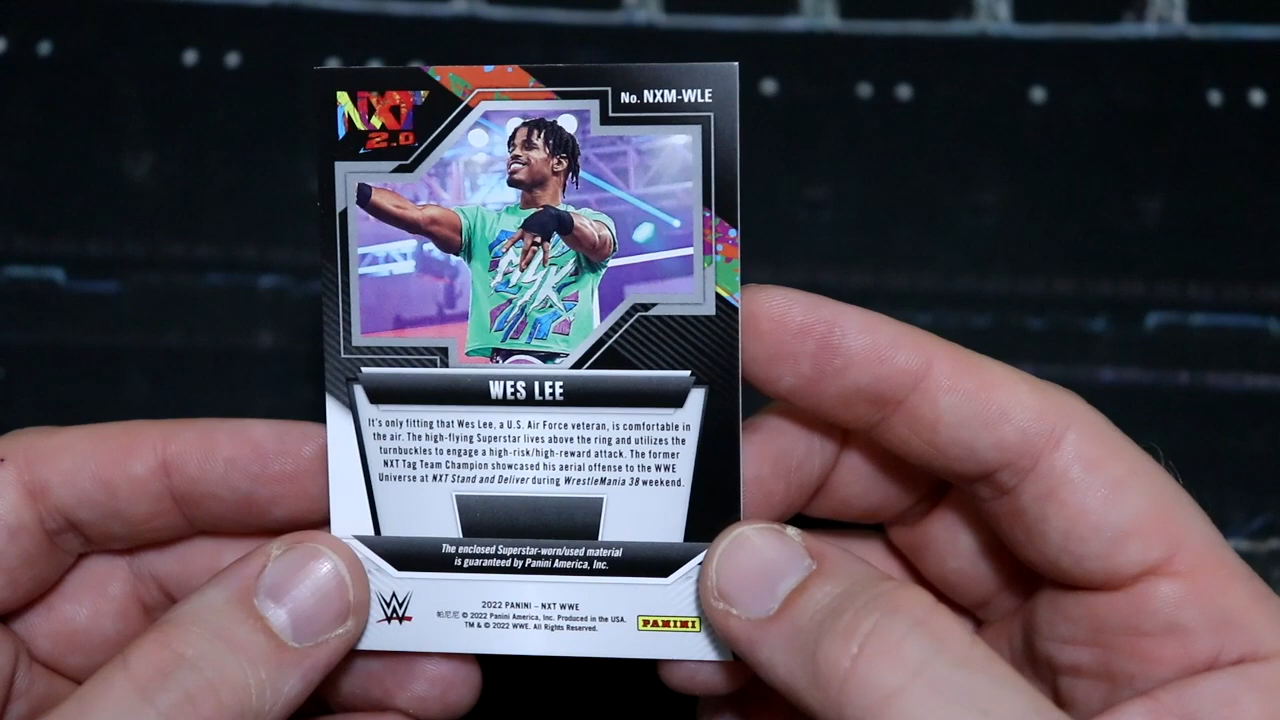 NXT
2.0
No. NXM-WLE
WES LEE
It's only fitting that Wes Lee, a U.S. Air Force veteran, is comfortable in
the air. The high-flying Superstar lives above the ring and utilizes the
turnbuckles to engage a high-risk/high-reward attack. The former
NXT Tag Team Champion showcased his aerial offense to the WWE
Universe at NXT Stand and Deliver during WrestleMania 38 weekend.
The enclosed Superstar-worn/used material
is guaranteed by Panini America, Inc.
W
2022 PANINI – NXT WWE
帕尼尼 © 2022 Panini America, Inc. Produced in the USA.
TM & © 2022 WWE. All Rights Reserved.
PANINI